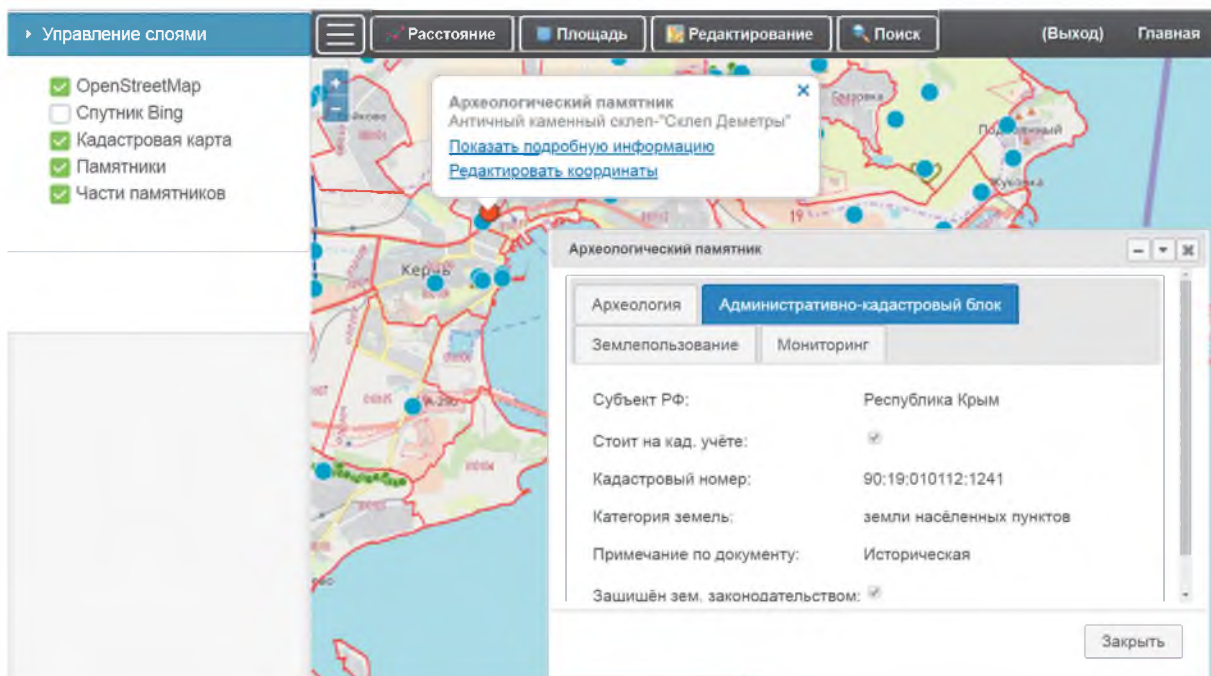 Управление слоями
Расстояние
Площадь
Редактирование
Поиск
(Выход)
Главная
OpenStreetMap
Спутник Bing
Кадастровая карта
Памятники
Части памятников
+
-
Археологический памятник
Античный каменный склеп-"Склеп Деметры"
Показать подробную информацию
Редактировать координаты
19
Керчь
Жуковка
Археологический памятник
Археология
Административно-кадастровый блок
Землепользование
Мониторинг
Субъект РФ:
Республика Крым
Стоит на кад. учёте:
Кадастровый номер:
90:19:010112:1241
Категория земель:
земли насёленных пунктов
Примечание по документу:
Историческая
Защищён зем. законодательством:
Закрыть